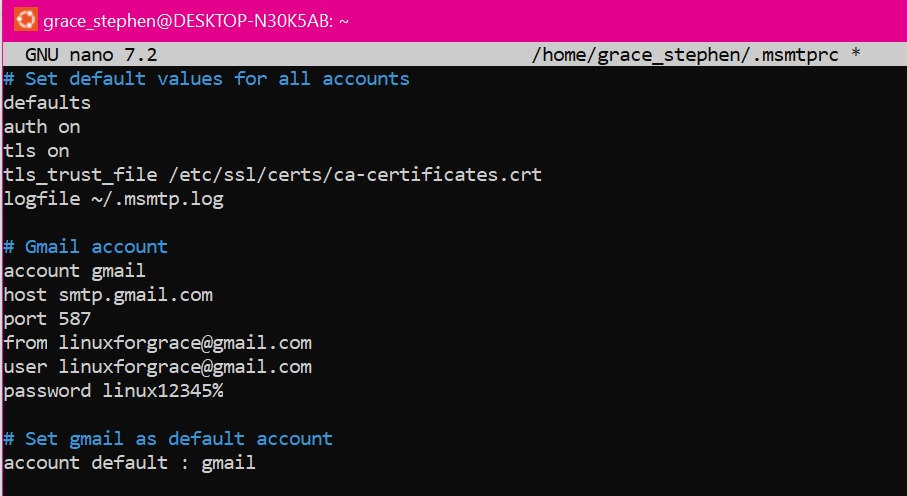 grace_stephen@DESKTOP-N30K5AB: ~
GNU nano 7.2 /home/grace_stephen/.msmtprc *
# Set default values for all accounts
defaults
auth on
tls on
tls_trust_file /etc/ssl/certs/ca-certificates.crt
logfile ~/.msmtp.log

# Gmail account
account gmail
host smtp.gmail.com
port 587
from linuxforgrace@gmail.com
user linuxforgrace@gmail.com
password linux12345%

# Set gmail as default account
account default : gmail